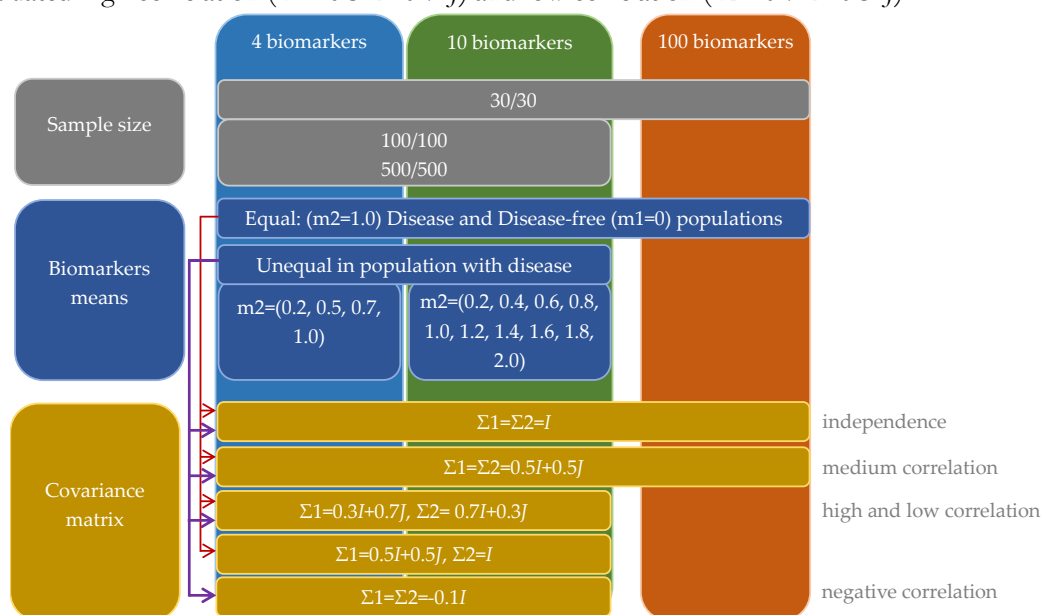 4 biomarkers
10 biomarkers
100 biomarkers
Sample size
30/30
100/100
500/500
Biomarkers
means
Equal: (m2=1.0) Disease and Disease-free (m1=0) populations
Unequal in population with disease
m2=(0.2, 0.5, 0.7,
1.0)
m2=(0.2, 0.4, 0.6, 0.8,
1.0, 1.2, 1.4, 1.6, 1.8,
2.0)
Covariance
matrix
Σ1=Σ2=I
independence
Σ1=Σ2=0.5I+0.5J
medium correlation
Σ1=0.3I+0.7J, Σ2= 0.7I+0.3J
high and low correlation
Σ1=0.5I+0.5J, Σ2=I
Σ1=Σ2=-0.1I
negative correlation